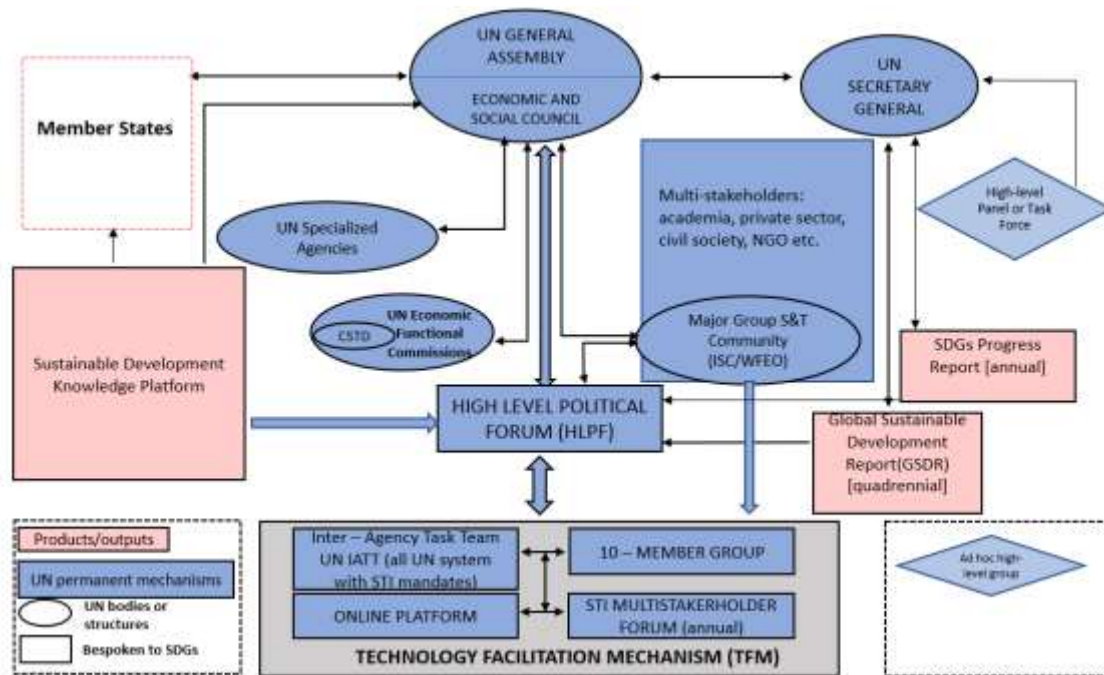 UN GENERAL
ASSEMBLY
ECONOMIC AND
SOCIAL COUNCIL
UN
SECRETARY
GENERAL
Member States
Multi-stakeholders:
academia, private sector,
civil society, NGO etc.
High-level
Panel or Task
Force
UN Specialized
Agencies
CSTD
UN Economic
Functional
Commissions
Major Group S&T
Community
(ISC/WFEO)
Sustainable Development
Knowledge Platform
SDGs Progress
Report [annual]
HIGH LEVEL POLITICAL
FORUM (HLPF)
Global Sustainable
Development
Report(GSDR)
[quadrennial]
Products/outputs
UN permanent mechanisms
UN bodies or
structures
Bespoken to SDGs
Inter – Agency Task Team
UN IATT (all UN system
with STI mandates)
10 – MEMBER GROUP
ONLINE PLATFORM
STI MULTISTAKERHOLDER
FORUM (annual)
TECHNOLOGY FACILITATION MECHANISM (TFM)
Ad hoc high-
level group